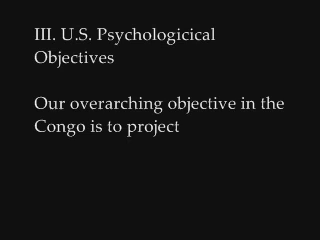 III. U.S. Psychologicical
Objectives
Our overarching objective in the
Congo is to project